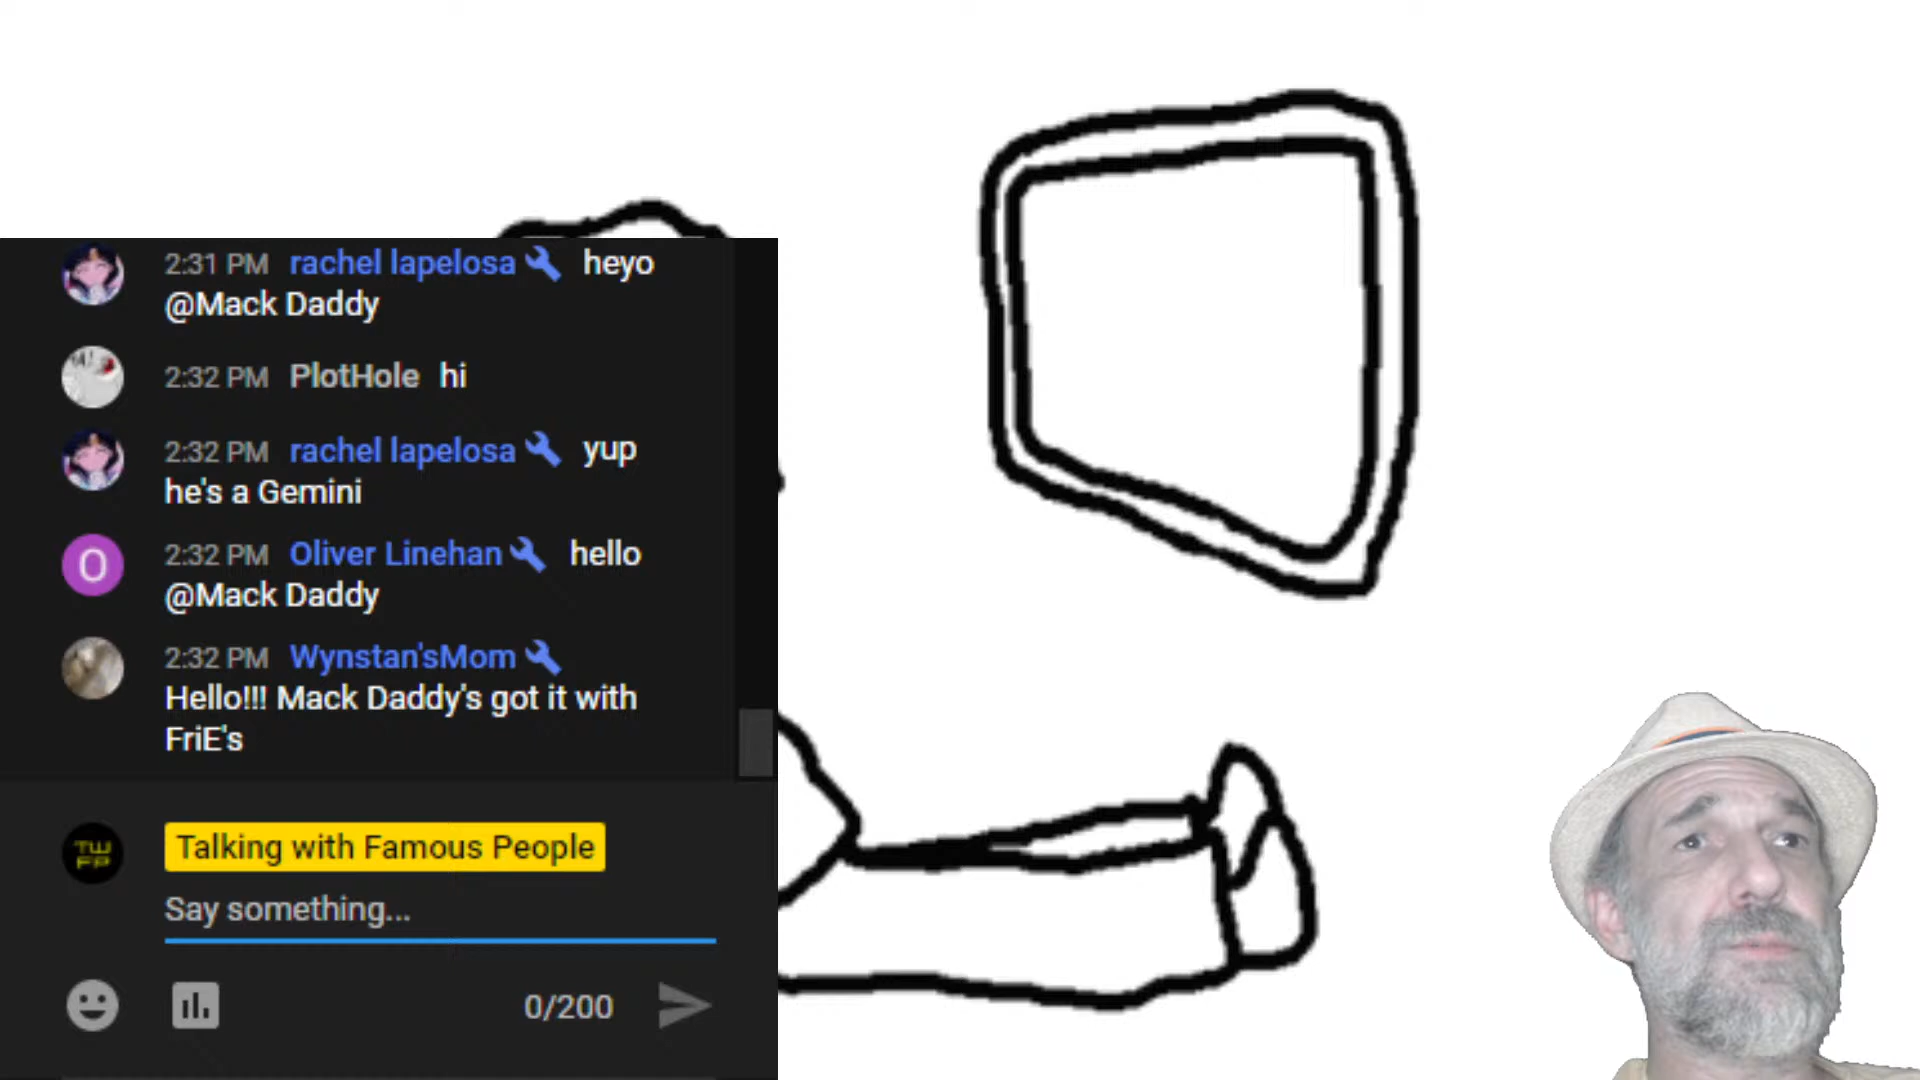 2:31 PM rachel lapelosa heyo
@Mack Daddy
2:32 PM PlotHole hi
2:32 PM rachel lapelosa yup
he's a Gemini
O
2:32 PM Oliver Linehan hello
@Mack Daddy
2:32 PM Wynstan'sMom
Hello!!! Mack Daddy's got it with
FriE's
TW
FP
Talking with Famous People
Say something...
0/200